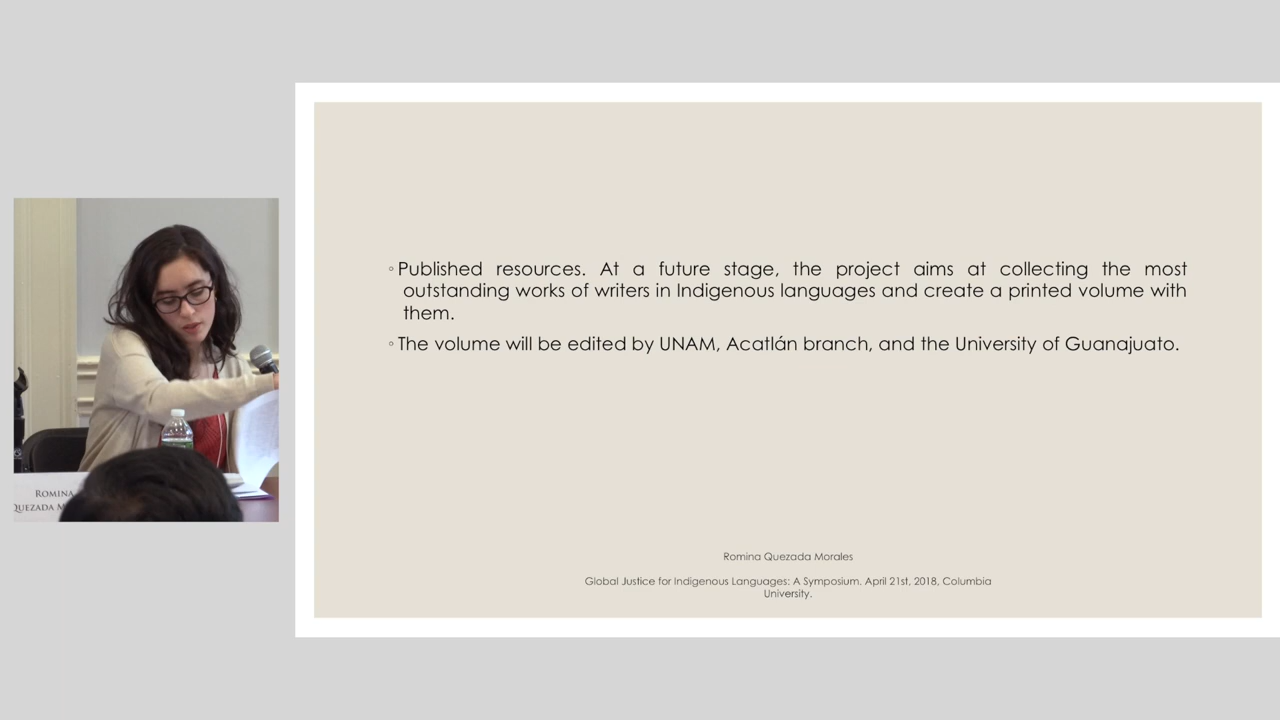 ◦ Published resources. At a future stage, the project aims at collecting the most
outstanding works of writers in Indigenous languages and create a printed volume with
them.
◦ The volume will be edited by UNAM, Acatlán branch, and the University of Guanajuato.
Romina Quezada Morales
Global Justice for Indigenous Languages: A Symposium. April 21st, 2018, Columbia
University.
ROMINA
QUEZADA M